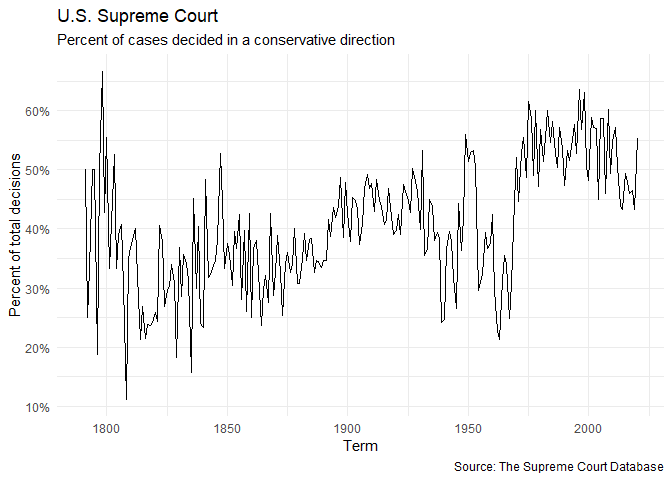 U.S. Supreme Court
Percent of cases decided in a conservative direction
60%
50%
40%
30%
20%
10%
Percent of total decisions
1800 1850 1900 1950 2000
Term
Source: The Supreme Court Database